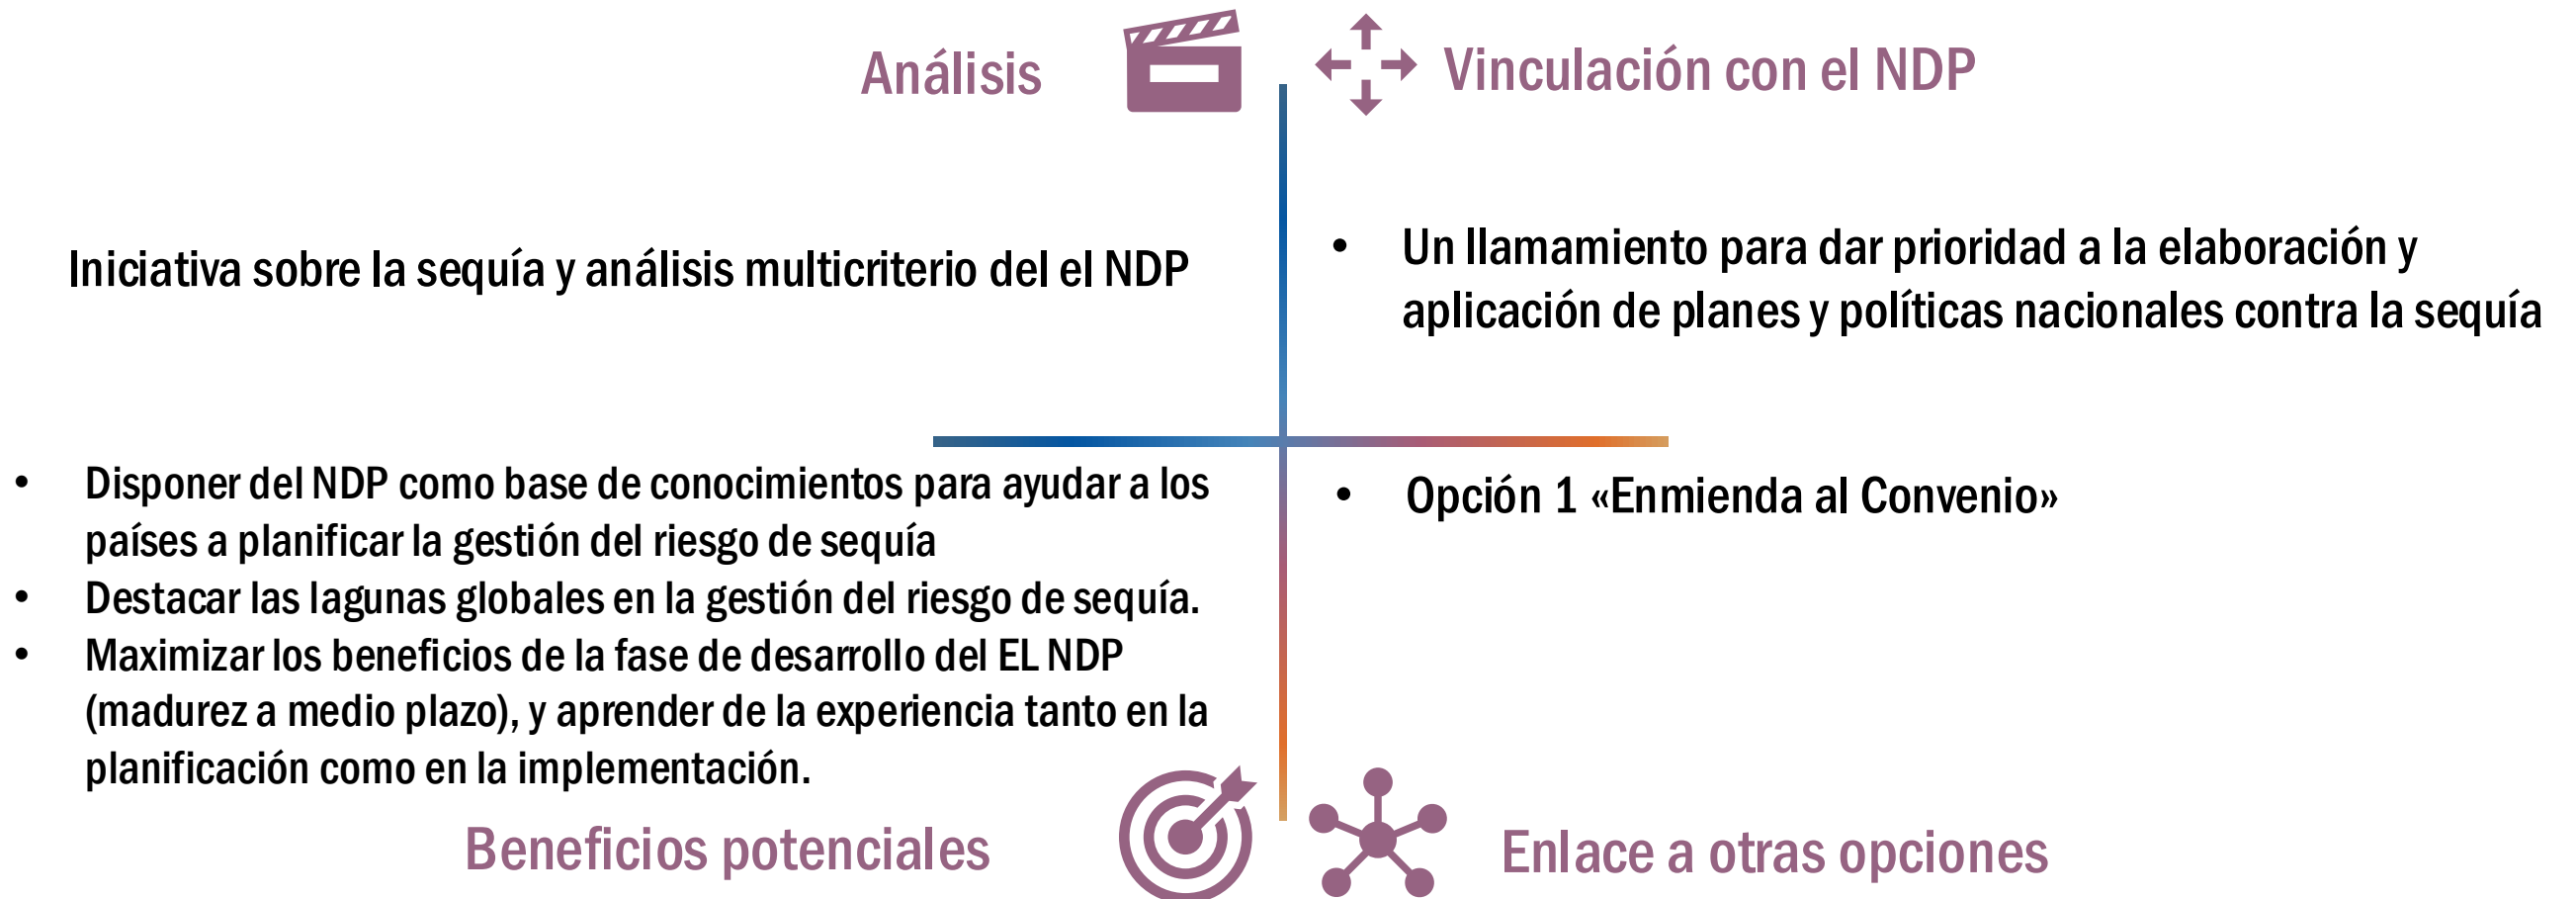 Análisis
Vinculación con el NDP
Iniciativa sobre la sequía y análisis multicriterio del el NDP
• Un llamamiento para dar prioridad a la elaboración y
aplicación de planes y políticas nacionales contra la sequía
• Disponer del NDP como base de conocimientos para ayudar a los
países a planificar la gestión del riesgo de sequía
• Destacar las lagunas globales en la gestión del riesgo de sequía.
• Maximizar los beneficios de la fase de desarrollo del EL NDP
(madurez a medio plazo), y aprender de la experiencia tanto en la
planificación como en la implementación.
• Opción 1 «Enmienda al Convenio»
Beneficios potenciales
Enlace a otras opciones